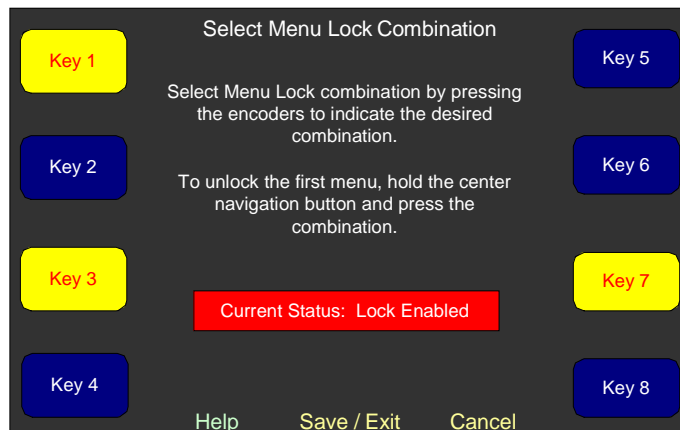 Select Menu Lock Combination
Key 1
Key 5
Select Menu Lock combination by pressing
the encoders to indicate the desired
combination.
Key 2
Key 6
To unlock the first menu, hold the center
navigation button and press the
combination.
Key 3
Key 7
Current Status:  Lock Enabled
Key 4
Key 8
Help
Save / Exit
Cancel